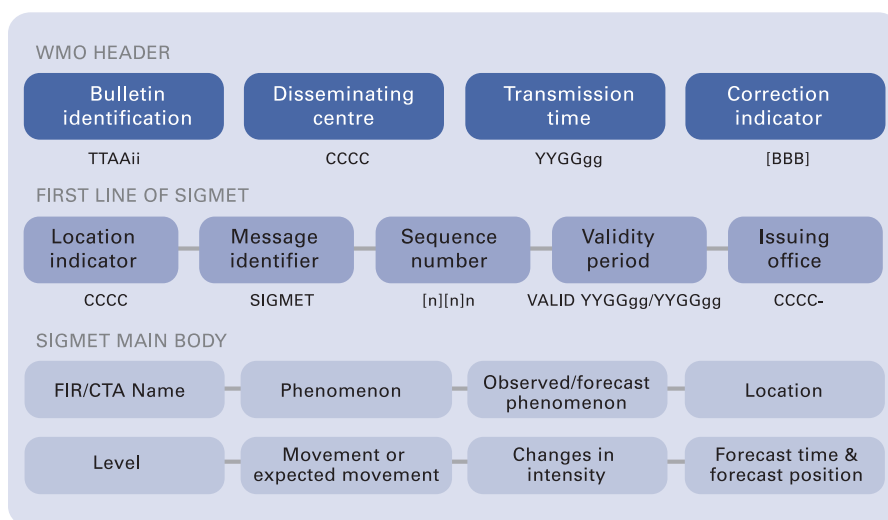 WMO HEADER
Bulletin
identification
Disseminating
centre
Transmission
time
Correction
indicator
TTAAii
CCCC
YYGGgg
[BBB]
FIRST LINE OF SIGMET
Location
indicator
Message
identifier
Sequence
number
Validity
period
Issuing
office
CCCC
SIGMET
[n][n]n
VALID YYGGgg/YYGGgg
CCCC-
SIGMET MAIN BODY
FIR/CTA Name
Phenomenon
Observed/forecast
phenomenon
Location
Level
Movement or
expected movement
Changes in
intensity
Forecast time &
forecast position